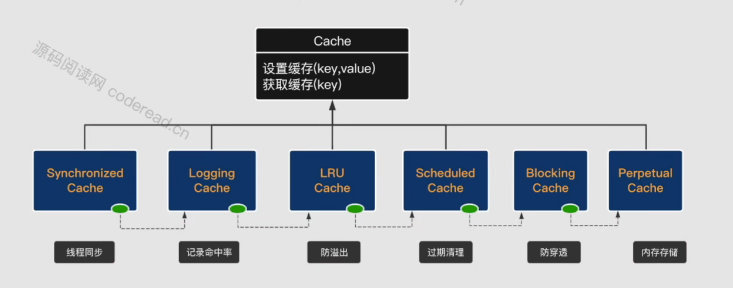 源码阅读网 coderead.cn
Cache
设置缓存(key,value)
获取缓存(key)
Synchronized
Cache
Logging
Cache
LRU
Cache
Scheduled
Cache
Blocking
Cache
Perpetual
Cache
线程同步
记录命中率
防溢出
过期清理
防穿透
内存存储